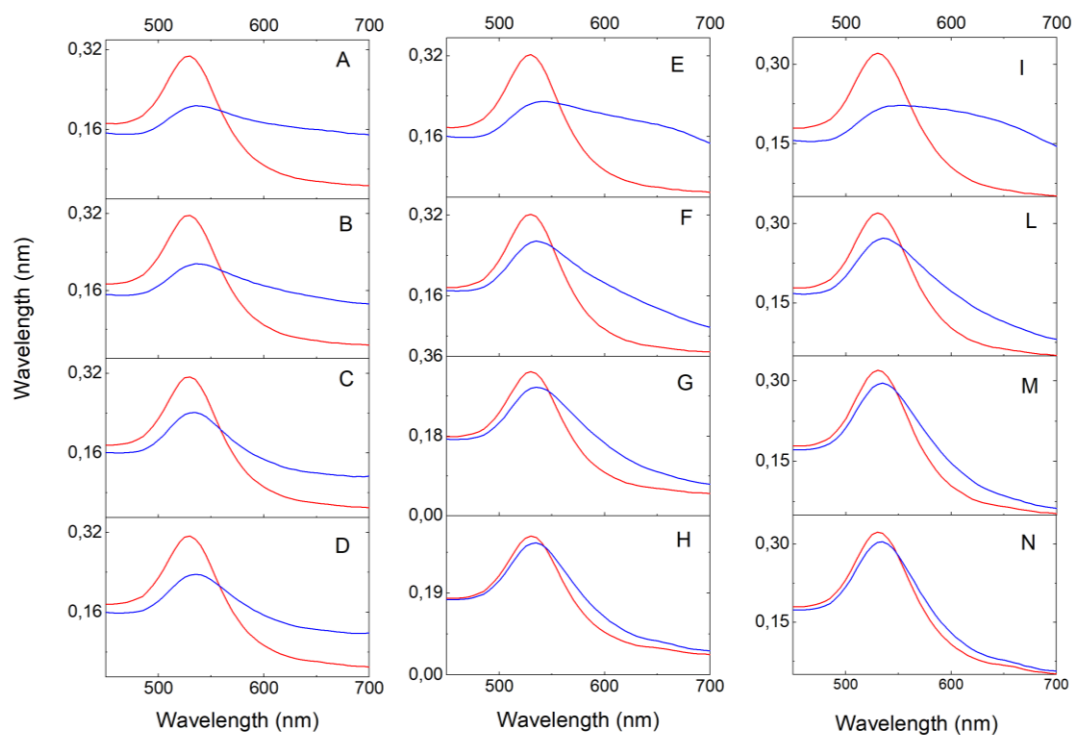 500 600 700 500 600 700 500 600 700
0,32 A 0,32 E 0,30 I
0,16 0,16 0,15
0,32 B 0,32 F 0,30 L
0,16 0,16 0,15
0,36
0,32 C G 0,30 M
0,16 0,18 0,15
0,00
0,32 D H 0,30 N
0,16 0,19 0,15
0,00
500 600 700 500 600 700 500 600 700
Wavelength (nm) Wavelength (nm) Wavelength (nm)
Wavelength (nm)